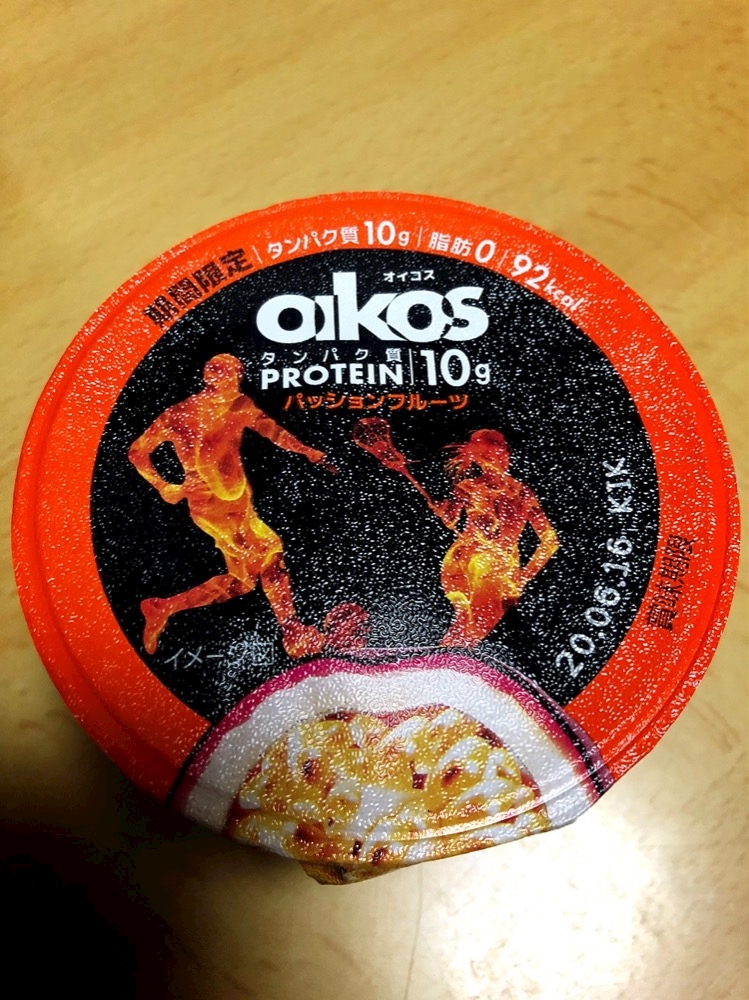 期間限定 | タンパク質10g | 脂肪0 | 92kcal
オイコス
oikos
タンパク質
PROTEIN | 10g
パッションフルーツ
イメージ図
20.06.16 K1K
賞味期限